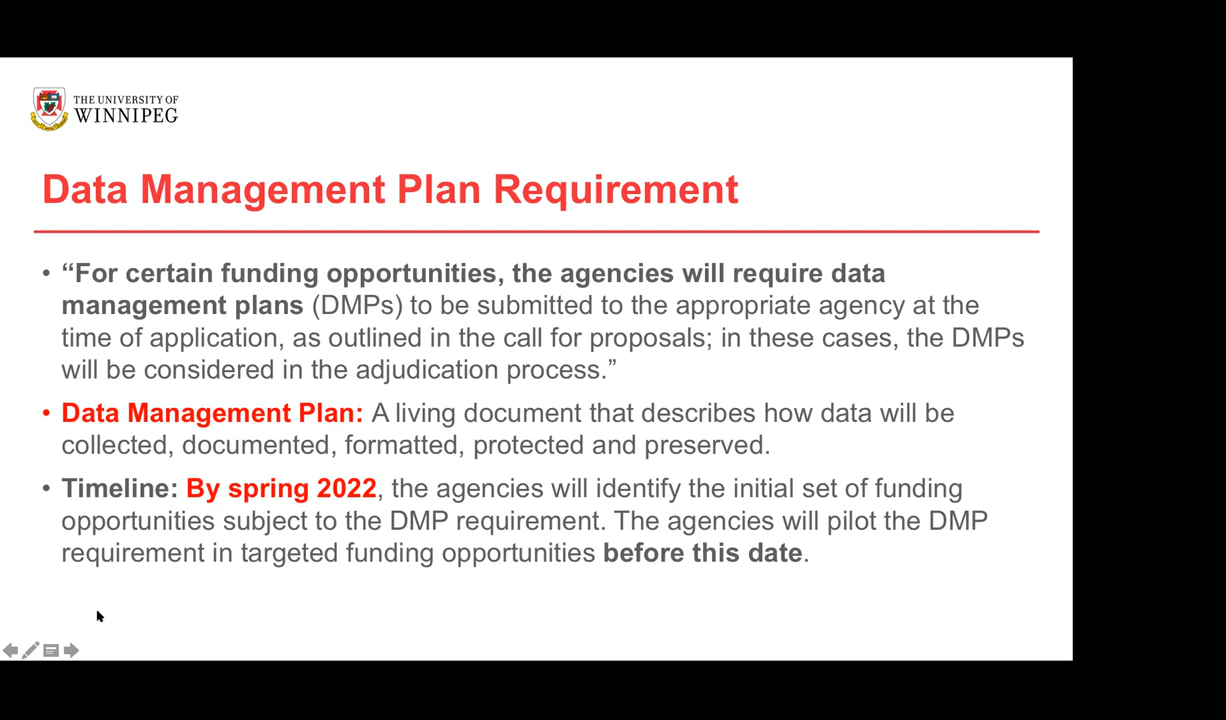 THE UNIVERSITY OF
WINNIPEG
Data Management Plan Requirement
• “For certain funding opportunities, the agencies will require data
management plans (DMPs) to be submitted to the appropriate agency at the
time of application, as outlined in the call for proposals; in these cases, the DMPs
will be considered in the adjudication process.”
• Data Management Plan: A living document that describes how data will be
collected, documented, formatted, protected and preserved.
• Timeline: By spring 2022, the agencies will identify the initial set of funding
opportunities subject to the DMP requirement. The agencies will pilot the DMP
requirement in targeted funding opportunities before this date.